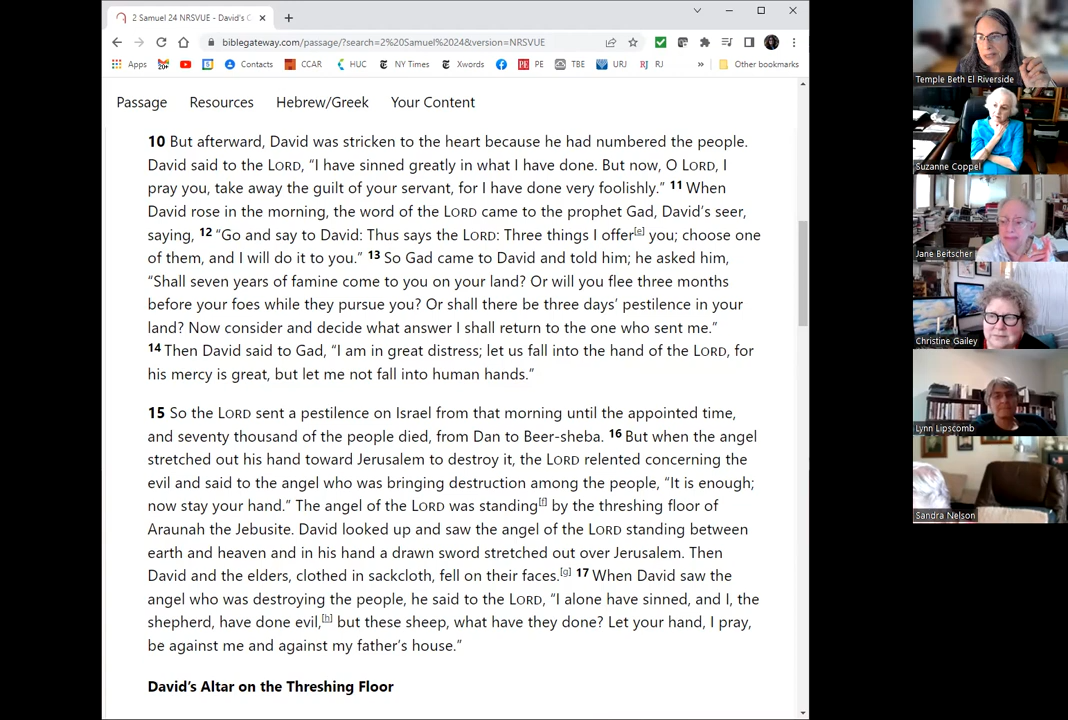 2 Samuel 24 NRSVUE - David's C
biblegateway.com/passage/?search=2%20Samuel%2024&version=NRSVUE
Apps 20+ Contacts CCAR HUC NY Times Xwords PE TBE URJ RJ RJ » Other bookmarks
Passage Resources Hebrew/Greek Your Content
10 But afterward, David was stricken to the heart because he had numbered the people.
David said to the LORD, “I have sinned greatly in what I have done. But now, O LORD, I
pray you, take away the guilt of your servant, for I have done very foolishly.” 11 When
David rose in the morning, the word of the LORD came to the prophet Gad, David’s seer,
saying, 12 “Go and say to David: Thus says the LORD: Three things I offer[e] you; choose one
of them, and I will do it to you.” 13 So Gad came to David and told him; he asked him,
“Shall seven years of famine come to you on your land? Or will you flee three months
before your foes while they pursue you? Or shall there be three days’ pestilence in your
land? Now consider and decide what answer I shall return to the one who sent me.”
14 Then David said to Gad, “I am in great distress; let us fall into the hand of the LORD, for
his mercy is great, but let me not fall into human hands.”
15 So the LORD sent a pestilence on Israel from that morning until the appointed time,
and seventy thousand of the people died, from Dan to Beer-sheba. 16 But when the angel
stretched out his hand toward Jerusalem to destroy it, the LORD relented concerning the
evil and said to the angel who was bringing destruction among the people, “It is enough;
now stay your hand.” The angel of the LORD was standing[f] by the threshing floor of
Araunah the Jebusite. David looked up and saw the angel of the LORD standing between
earth and heaven and in his hand a drawn sword stretched out over Jerusalem. Then
David and the elders, clothed in sackcloth, fell on their faces.[g] 17 When David saw the
angel who was destroying the people, he said to the LORD, “I alone have sinned, and I, the
shepherd, have done evil,[h] but these sheep, what have they done? Let your hand, I pray,
be against me and against my father’s house.”
David’s Altar on the Threshing Floor
Temple Beth El Riverside
Suzanne Coppel
Jane Beitscher
Christine Gailey
Lynn Lipscomb
Sandra Nelson